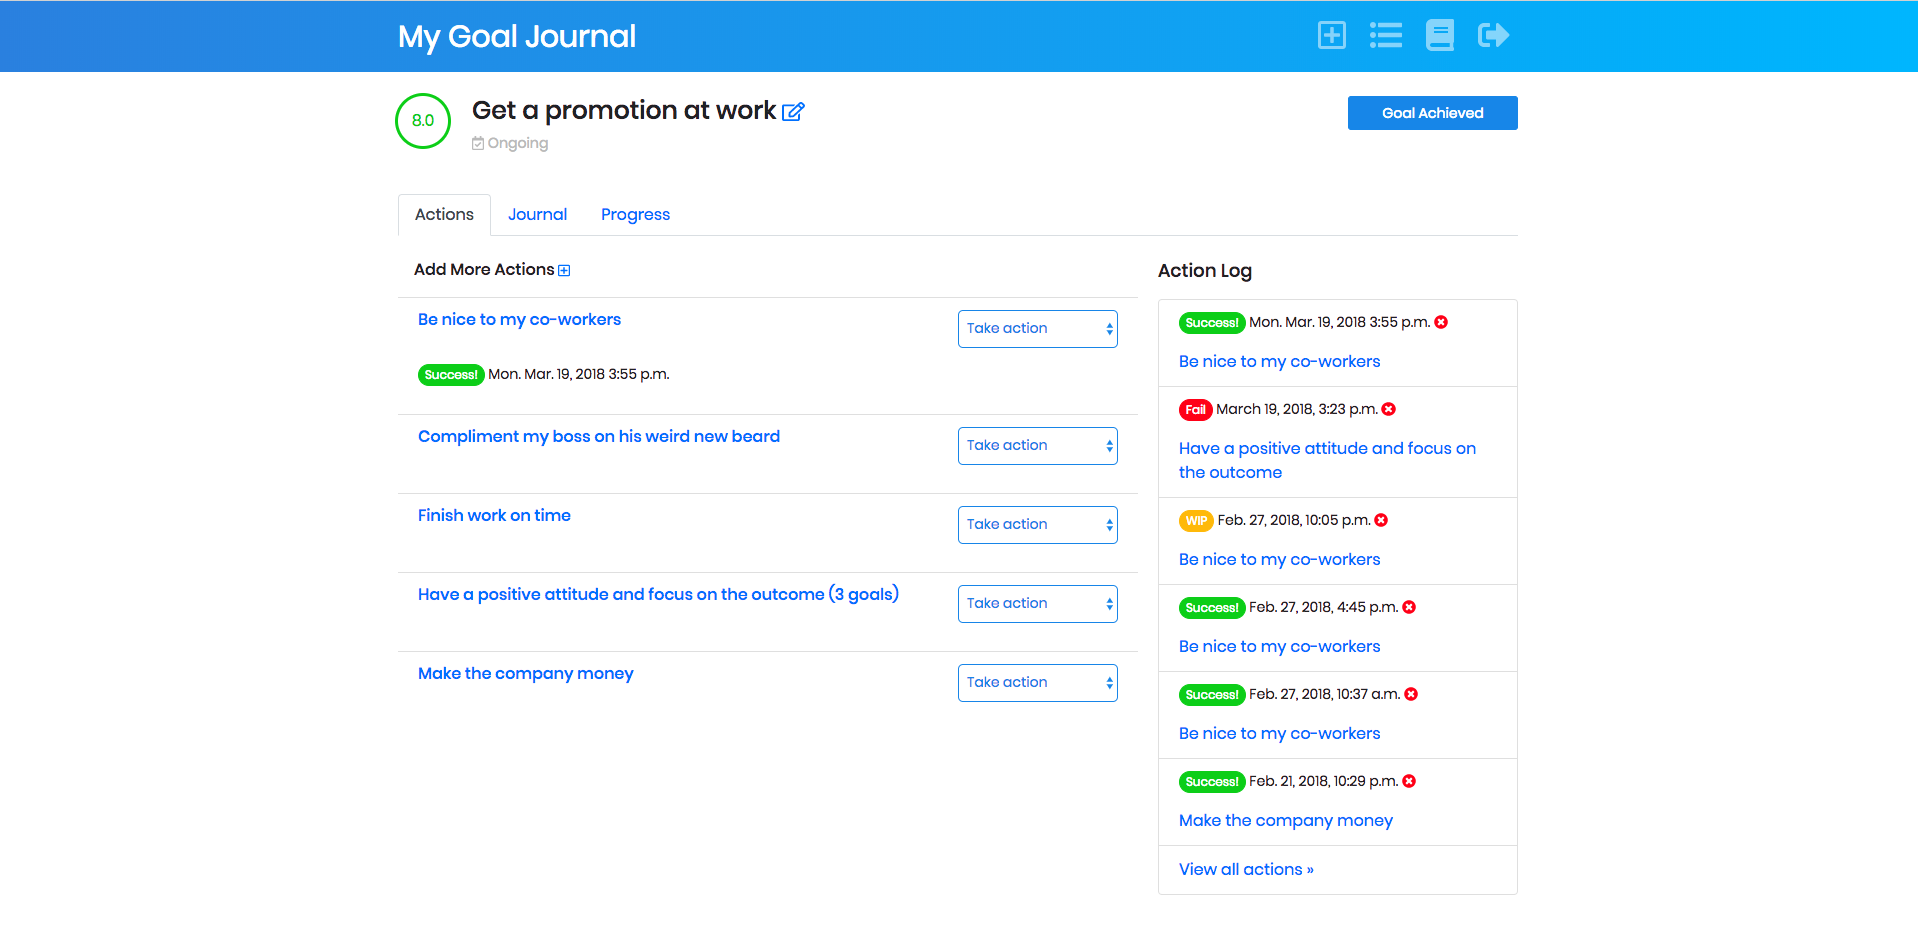 My Goal Journal
8.0
Get a promotion at work
Ongoing
Goal Achieved
Actions
Journal
Progress
Add More Actions
Be nice to my co-workers
Take action
Success! Mon. Mar. 19, 2018 3:55 p.m.
Compliment my boss on his weird new beard
Take action
Finish work on time
Take action
Have a positive attitude and focus on the outcome (3 goals)
Take action
Make the company money
Take action
Action Log
Success! Mon. Mar. 19, 2018 3:55 p.m.
Be nice to my co-workers
Fail March 19, 2018, 3:23 p.m.
Have a positive attitude and focus on
the outcome
WIP Feb. 27, 2018, 10:05 p.m.
Be nice to my co-workers
Success! Feb. 27, 2018, 4:45 p.m.
Be nice to my co-workers
Success! Feb. 27, 2018, 10:37 a.m.
Be nice to my co-workers
Success! Feb. 21, 2018, 10:29 p.m.
Make the company money
View all actions »